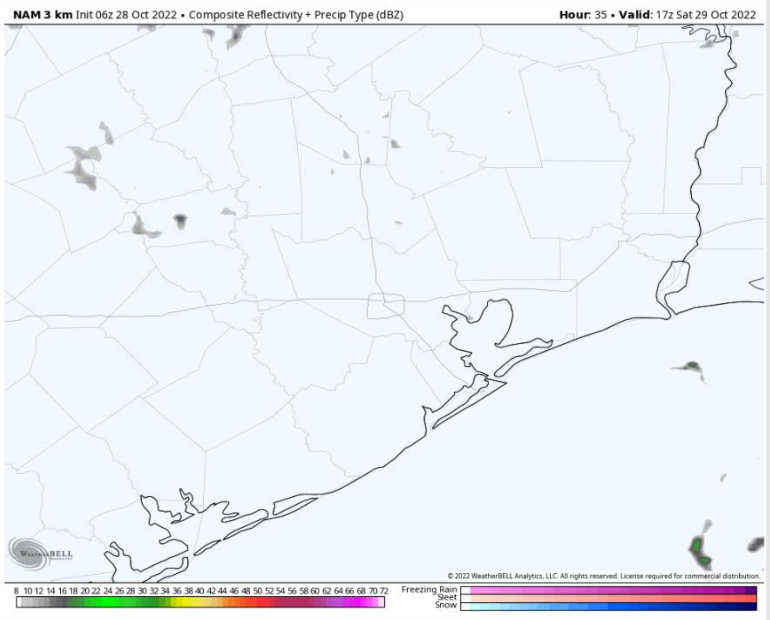 NAM 3 km Init 06z 28 Oct 2022 • Composite Reflectivity + Precip Type (dBZ)
Hour: 35 • Valid: 17z Sat 29 Oct 2022
WeatherBELL
© 2022 WeatherBELL Analytics, LLC. All rights reserved. License required for commercial distribution.
8 10 12 14 16 18 20 22 24 26 28 30 32 34 36 38 40 42 44 46 48 50 52 54 56 58 60 62 64 66 68 70 72
Freezing Rain
Sleet
Snow